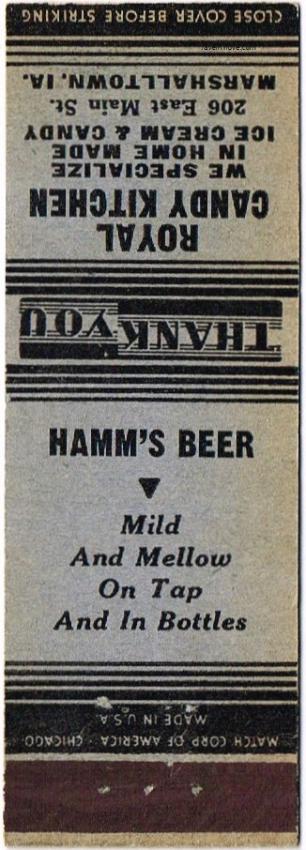 CLOSE COVER BEFORE STRIKING
ROYAL
CANDY KITCHEN
WE SPECIALIZE
IN HOME MADE
ICE CREAM & CANDY
206 East Main St.
MARSHALLTOWN, IA.
THANK YOU
HAMM'S BEER
Mild
And Mellow
On Tap
And In Bottles
MATCH CORP OF AMERICA · CHICAGO
MADE IN U.S.A.